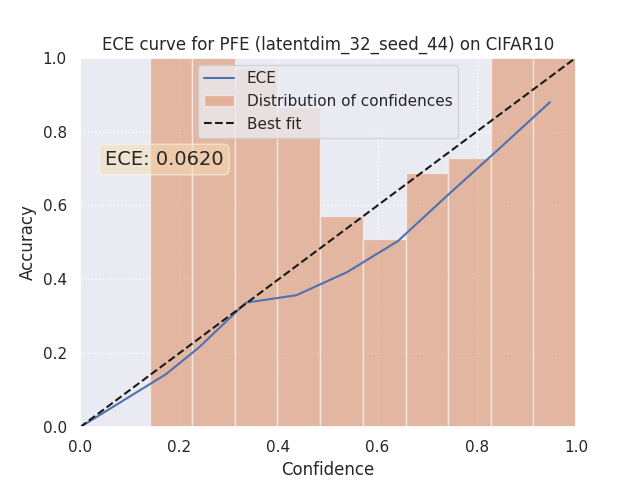 ECE curve for PFE (latentdim_32_seed_44) on CIFAR10
1.0
0.8
0.6
0.4
0.2
0.0
Accuracy
ECE
Distribution of confidences
Best fit
ECE: 0.0620
0.0 0.2 0.4 0.6 0.8 1.0
Confidence